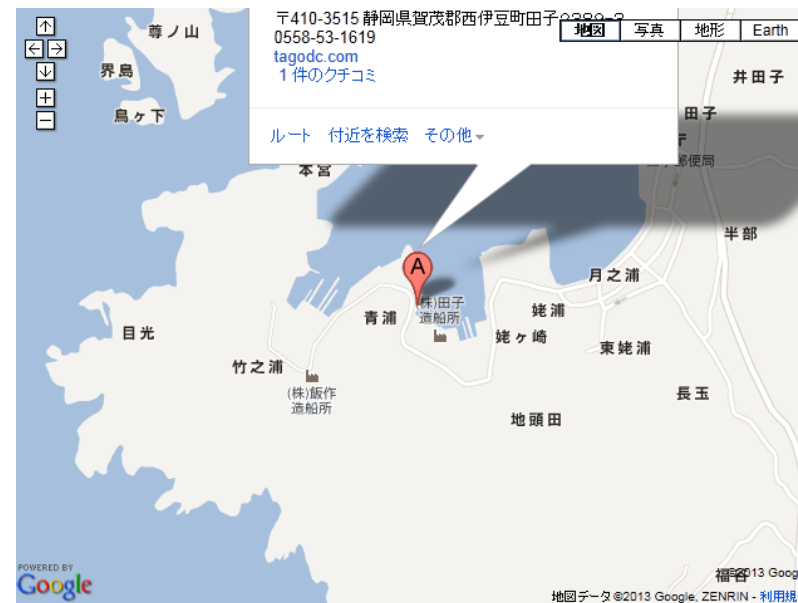 〒410-3515 静岡県賀茂郡西伊豆町田子
0558-53-1619
tagodc.com
1 件のクチコミ
ルート 付近を検索 その他
地図 写真 地形 Earth
尊ノ山
界島
鳥ヶ下
井田子
田子
〒
郵便局
本宮
半部
月之浦
A
(株)田子
造船所
青浦
姥浦
姥ヶ崎
東姥浦
目光
竹之浦
(株)飯作
造船所
長玉
地頭田
福谷
POWERED BY
Google
©2013 Goog
地図データ ©2013 Google, ZENRIN - 利用規